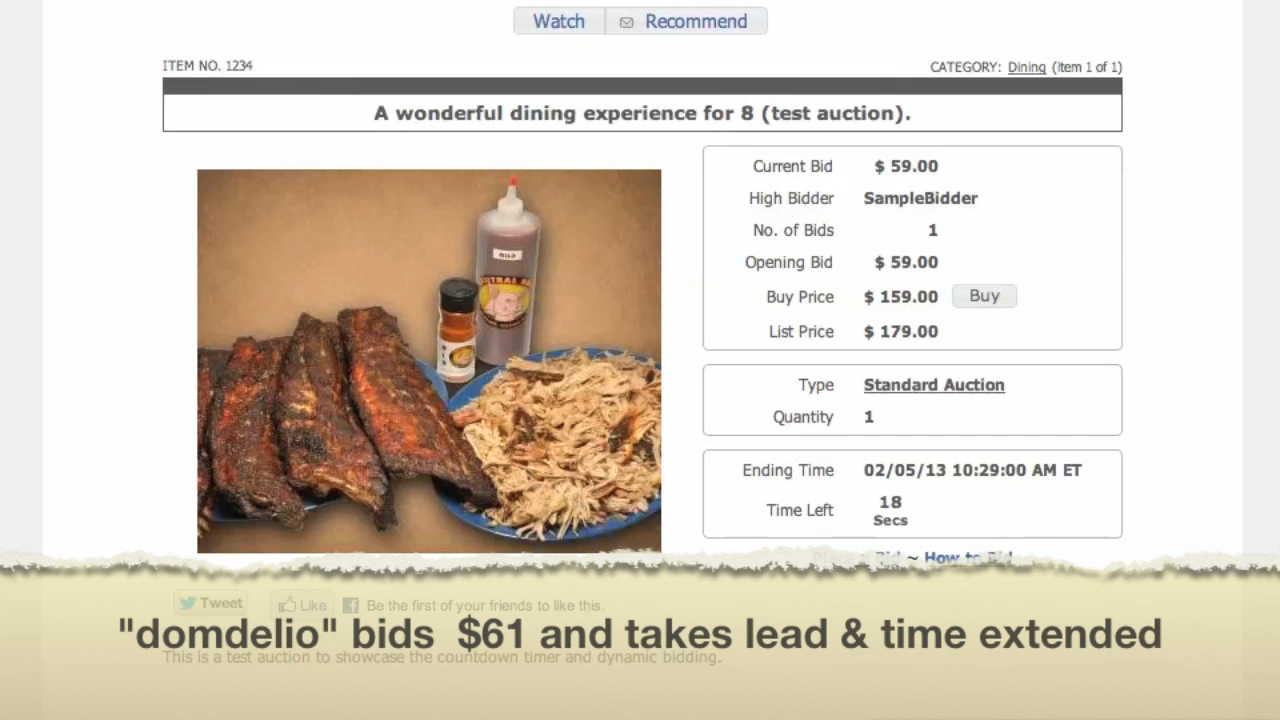 Watch Recommend
ITEM NO. 1234 CATEGORY: Dining (Item 1 of 1)
A wonderful dining experience for 8 (test auction).
Current Bid $ 59.00
High Bidder SampleBidder
No. of Bids 1
Opening Bid $ 59.00
Buy Price $ 159.00 Buy
List Price $ 179.00
MILD
Type Standard Auction
Quantity 1
Ending Time 02/05/13 10:29:00 AM ET
Time Left 18
Secs
Bid ~ How to Bid
Tweet Like Be the first of your friends to like this.
"domdelio" bids $61 and takes lead & time extended
This is a test auction to showcase the countdown timer and dynamic bidding.